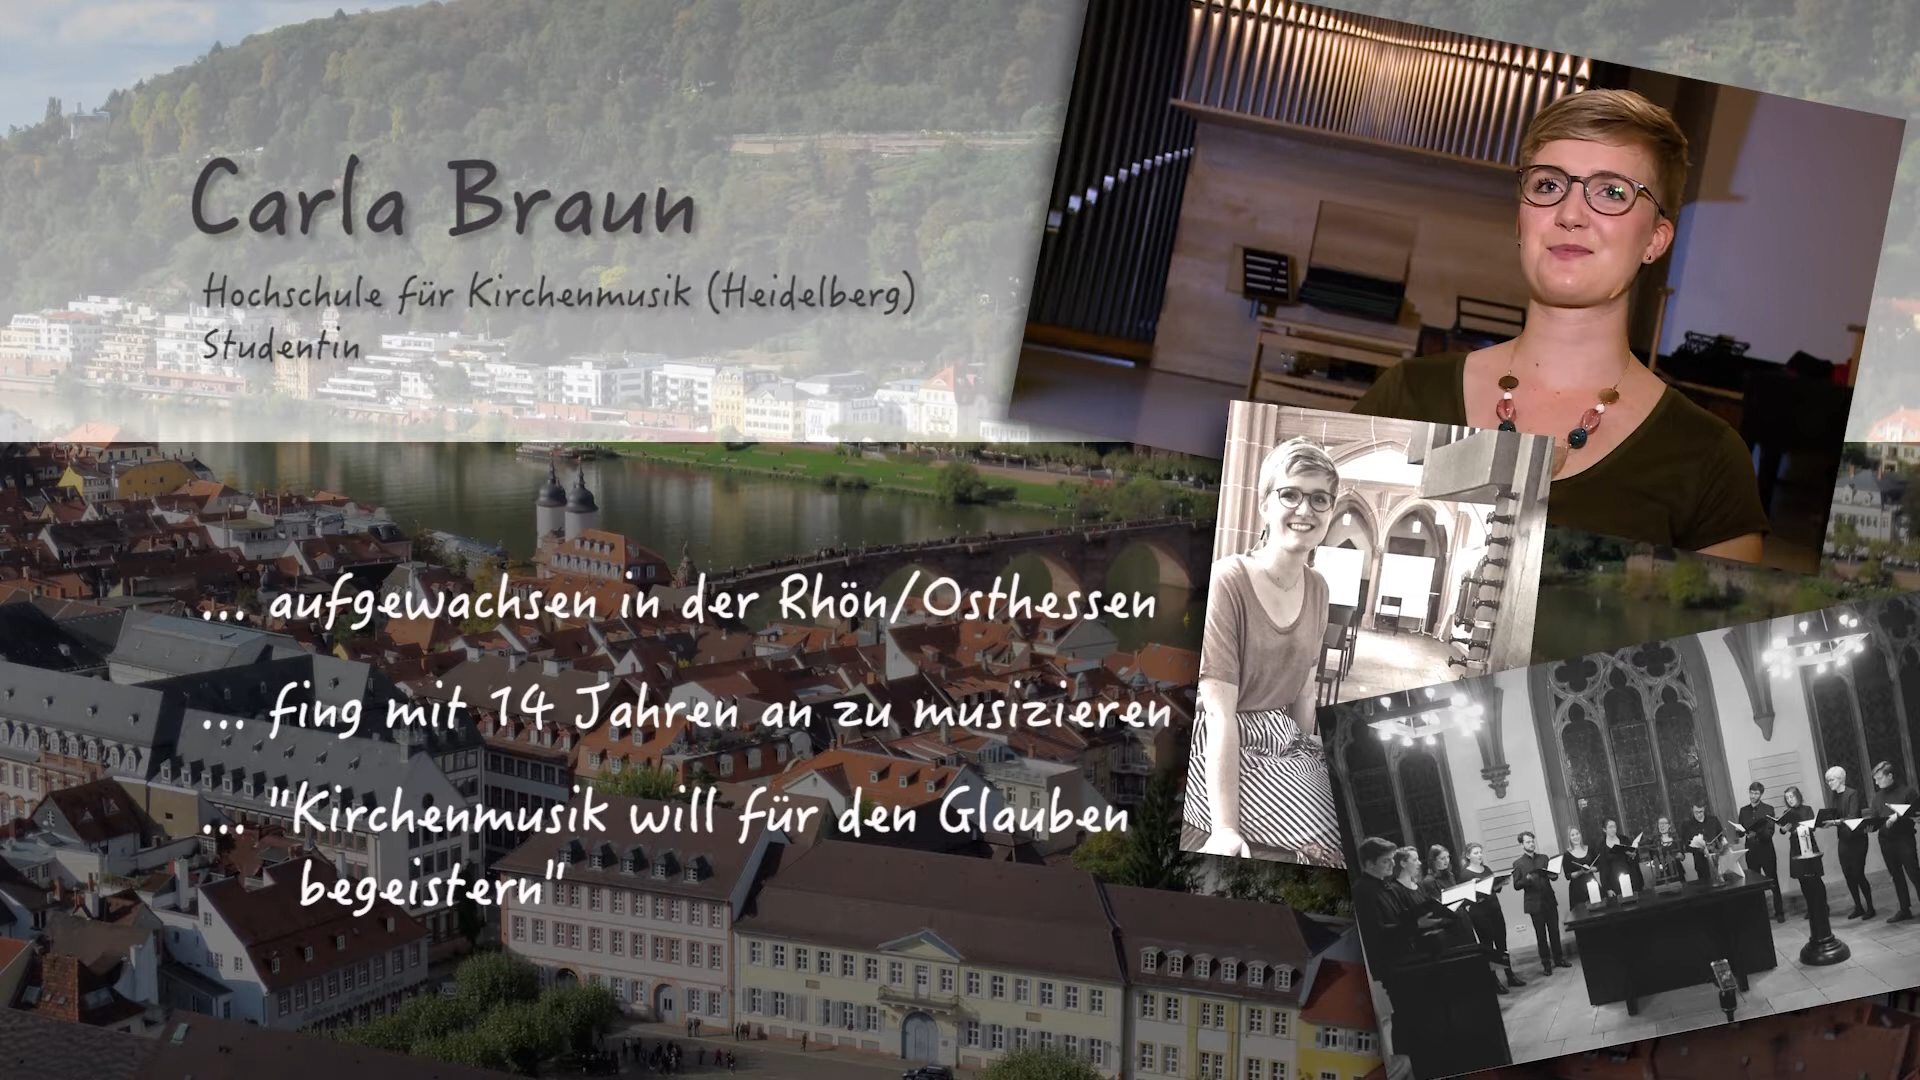 Carla Braun
Hochschule für Kirchenmusik (Heidelberg)
Studentin
... aufgewachsen in der Rhön/Osthessen
... fing mit 14 Jahren an zu musizieren
... "Kirchenmusik will für den Glauben
begeistern"